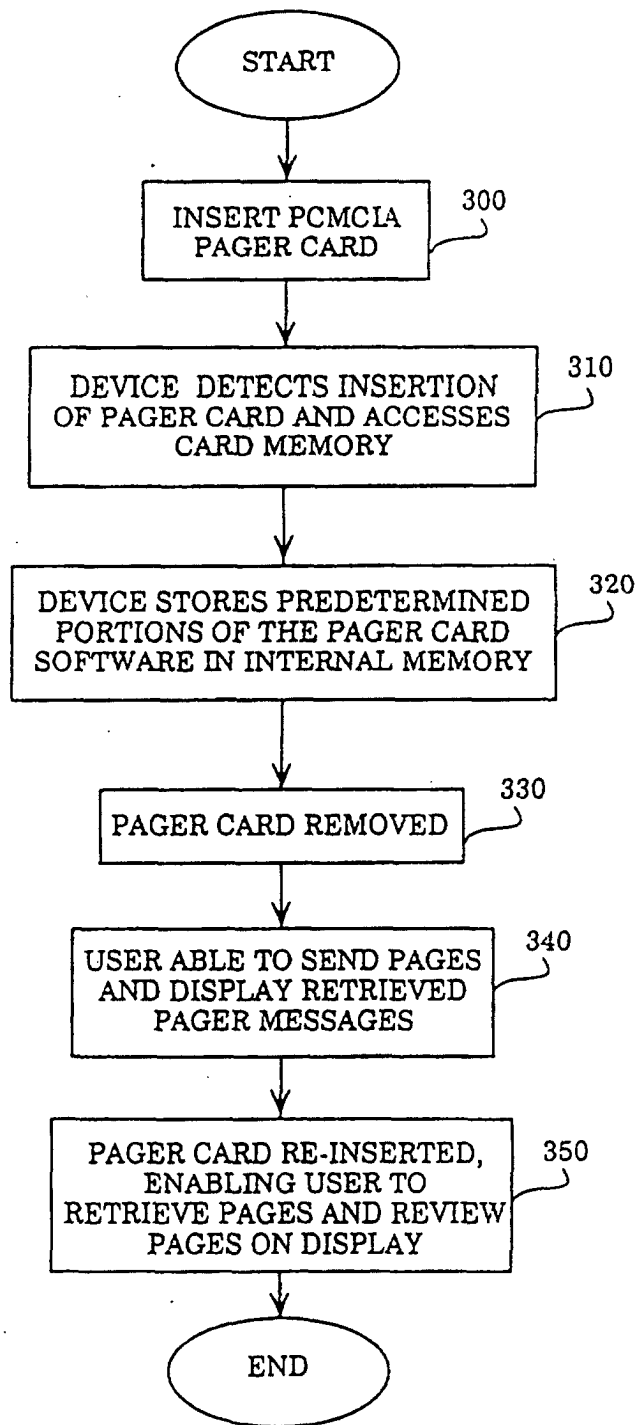 START
INSERT PCMCIA
PAGER CARD
300
DEVICE DETECTS INSERTION
OF PAGER CARD AND ACCESSES
CARD MEMORY
310
DEVICE STORES PREDETERMINED
PORTIONS OF THE PAGER CARD
SOFTWARE IN INTERNAL MEMORY
320
PAGER CARD REMOVED
330
USER ABLE TO SEND PAGES
AND DISPLAY RETRIEVED
PAGER MESSAGES
340
PAGER CARD RE-INSERTED,
ENABLING USER TO
RETRIEVE PAGES AND REVIEW
PAGES ON DISPLAY
350
END